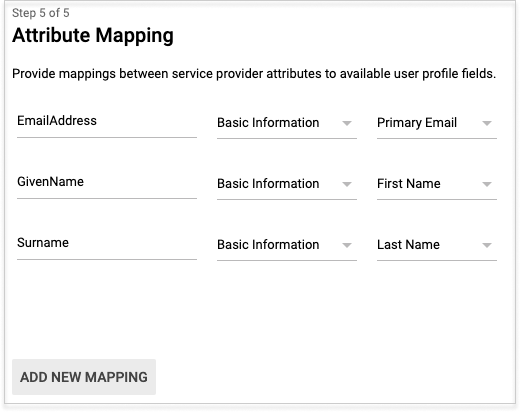 Step 5 of 5
Attribute Mapping
Provide mappings between service provider attributes to available user profile fields.
EmailAddress Basic Information Primary Email
GivenName Basic Information First Name
Surname Basic Information Last Name
ADD NEW MAPPING